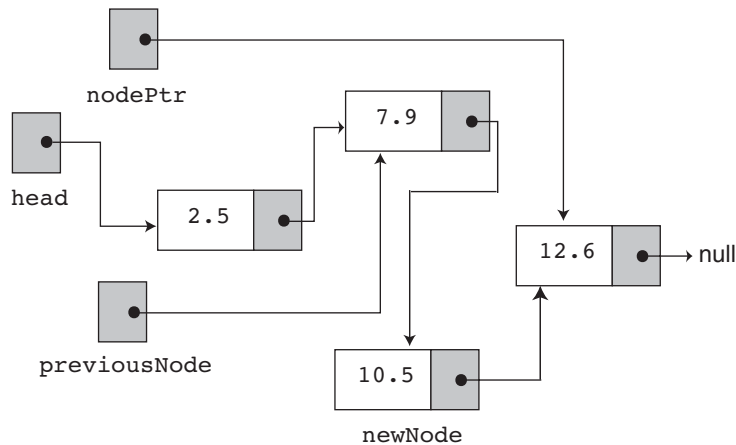 nodePtr
7.9
head
2.5
12.6
null
previousNode
10.5
newNode